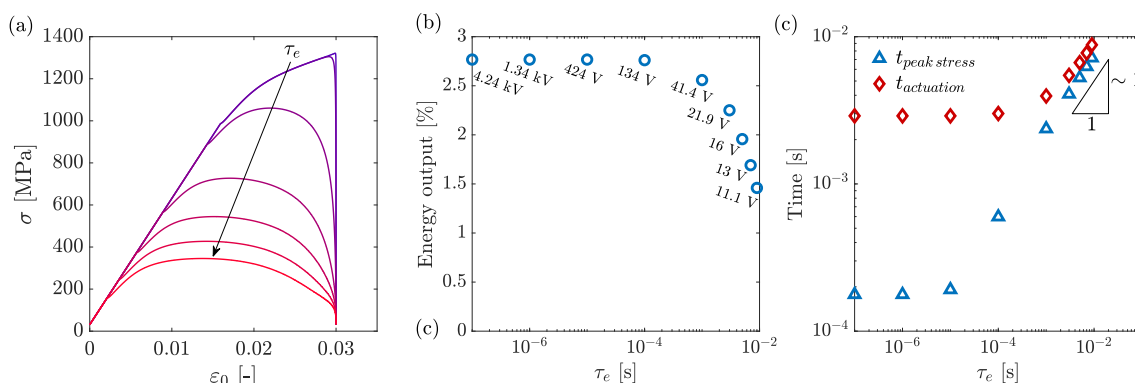 (a)
1400
1200
1000
800
600
400
200
0
σ [MPa]
τe
0
0.01
0.02
0.03
ε0 [-]
(b)
3
2.5
2
1.5
1
0.5
0
Energy output [%]
4.24 kV
1.34 kV
424 V
134 V
41.4 V
21.9 V
16 V
13 V
11.1 V
(c)
10−6
10−4
10−2
τe [s]
(c)
10−2
10−3
10−4
Time [s]
tpeak stress
tactuation
1
∼
10−6
10−4
10−2
τe [s]